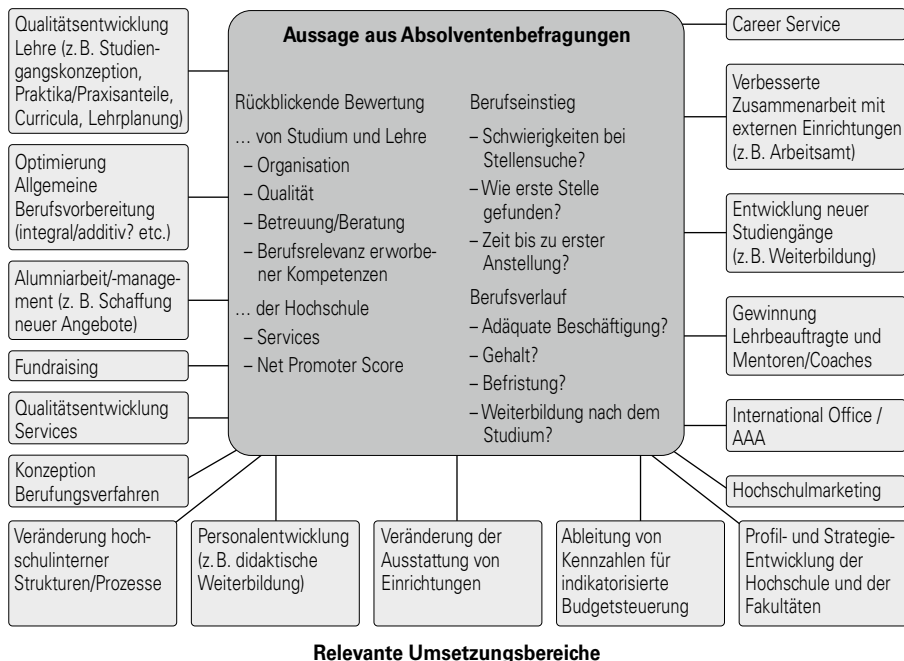 Qualitätsentwicklung
Lehre (z. B. Studien-
gangskonzeption,
Praktika/Praxisanteile,
Curricula, Lehrplanung)
Optimierung
Allgemeine
Berufsvorbereitung
(integral/additiv? etc.)
Alumniarbeit/-manage-
ment (z. B. Schaffung
neuer Angebote)
Fundraising
Qualitätsentwicklung
Services
Konzeption
Berufungsverfahren
Aussage aus Absolventenbefragungen
Rückblickende Bewertung
… von Studium und Lehre
– Organisation
– Qualität
– Betreuung/Beratung
– Berufsrelevanz erworbe-
ner Kompetenzen
… der Hochschule
– Services
– Net Promoter Score
Berufseinstieg
– Schwierigkeiten bei
Stellensuche?
– Wie erste Stelle
gefunden?
– Zeit bis zu erster
Anstellung?
Berufsverlauf
– Adäquate Beschäftigung?
– Gehalt?
– Befristung?
– Weiterbildung nach dem
Studium?
Career Service
Verbesserte
Zusammenarbeit mit
externen Einrichtungen
(z. B. Arbeitsamt)
Entwicklung neuer
Studiengänge
(z. B. Weiterbildung)
Gewinnung
Lehrbeauftragte und
Mentoren/Coaches
International Office /
AAA
Hochschulmarketing
Veränderung hoch-
schulinterner
Strukturen/Prozesse
Personalentwicklung
(z. B. didaktische
Weiterbildung)
Veränderung der
Ausstattung von
Einrichtungen
Ableitung von
Kennzahlen für
indikatorisierte
Budgetsteuerung
Profil- und Strategie-
Entwicklung der
Hochschule und der
Fakultäten
Relevante Umsetzungsbereiche